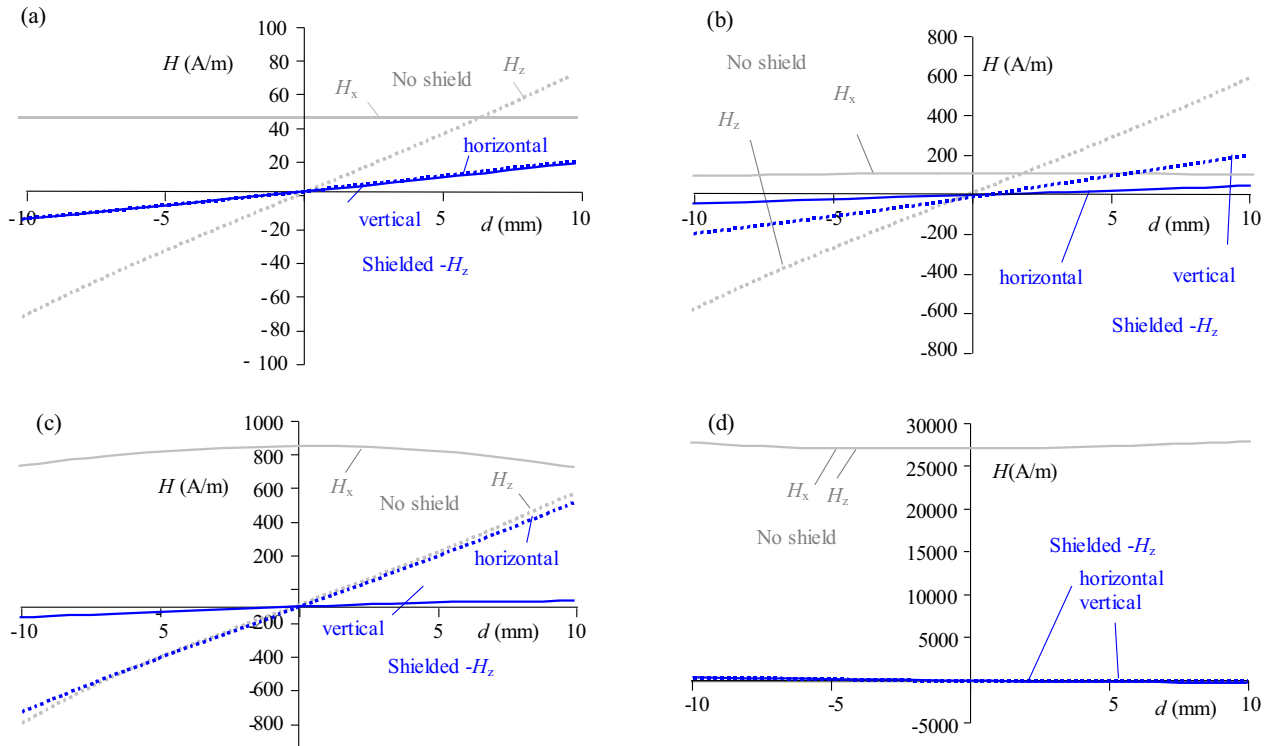 (a)
100
80
60
40
20
-20
-40
-60
-80
- 100
H (A/m)
No shield
Hx
Hz
horizontal
vertical
-10
-5
5
10
d (mm)
Shielded -Hz
(b)
800
600
400
200
-200
-400
-600
-800
H (A/m)
No shield
Hx
Hz
-10
-5
5
10
d (mm)
horizontal
vertical
Shielded -Hz
(c)
1000
800
600
400
200
-200
-400
-600
-800
H (A/m)
Hx
Hz
No shield
horizontal
vertical
-10
-5
5
10
d (mm)
Shielded -Hz
(d)
30000
25000
20000
15000
10000
5000
-5000
H(A/m)
Hx
Hz
No shield
Shielded -Hz
horizontal
vertical
-10
-5
5
10
d (mm)